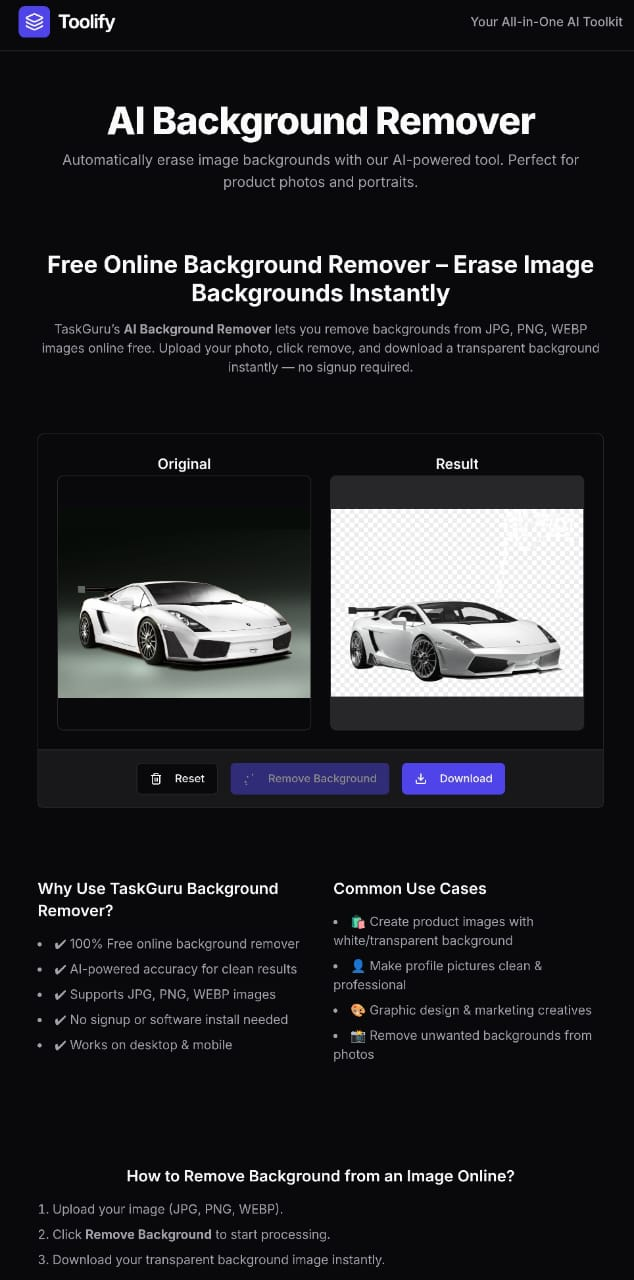 Toolify
Your All-in-One AI Toolkit
AI Background Remover
Automatically erase image backgrounds with our AI-powered tool. Perfect for
product photos and portraits.
Free Online Background Remover – Erase Image
Backgrounds Instantly
TaskGuru's AI Background Remover lets you remove backgrounds from JPG, PNG, WEBP
images online free. Upload your photo, click remove, and download a transparent background
instantly — no signup required.
Original
Result
Reset
Remove Background
Download
Why Use TaskGuru Background
Remover?
• ✔ 100% Free online background remover
• ✔ AI-powered accuracy for clean results
• ✔ Supports JPG, PNG, WEBP images
• ✔ No signup or software install needed
• ✔ Works on desktop & mobile
Common Use Cases
• 🛍️ Create product images with
white/transparent background
• 👤 Make profile pictures clean &
professional
• 🎨 Graphic design & marketing creatives
• 📸 Remove unwanted backgrounds from
photos
How to Remove Background from an Image Online?
1. Upload your image (JPG, PNG, WEBP).
2. Click Remove Background to start processing.
3. Download your transparent background image instantly.